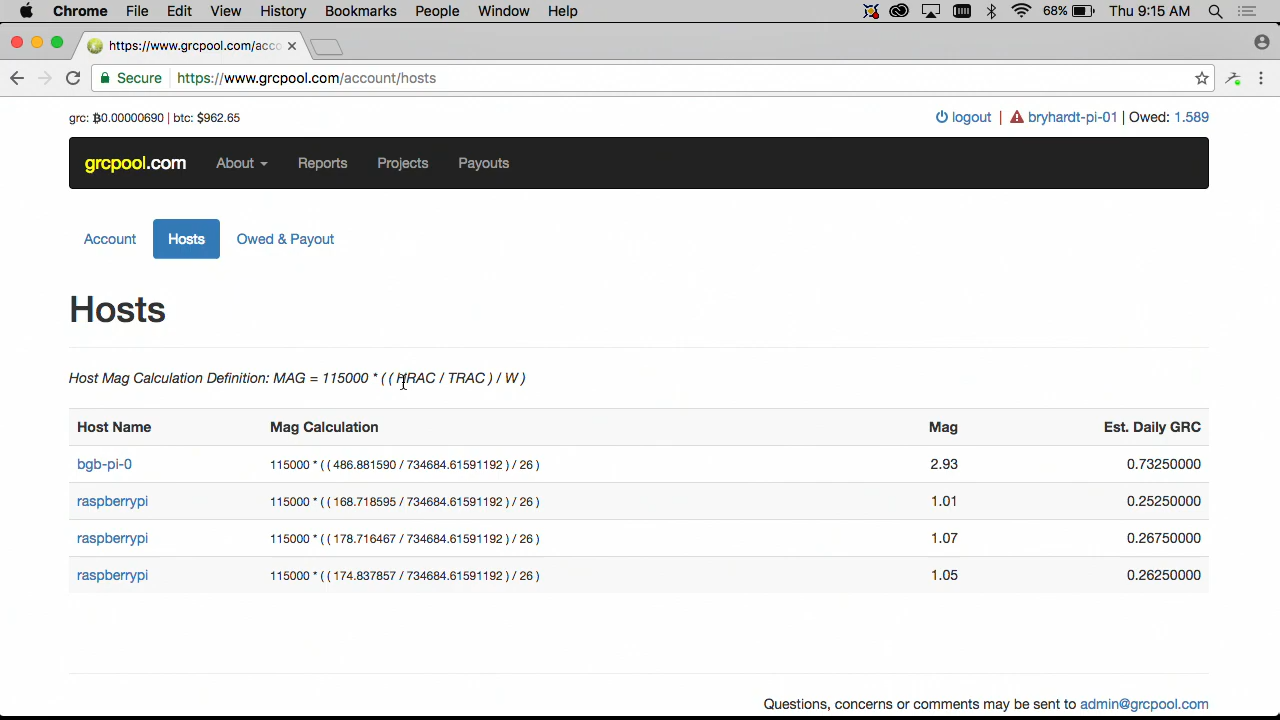 Chrome File Edit View History Bookmarks People Window Help 68% Thu 9:15 AM
https://www.grcpool.com/acco
Secure https://www.grcpool.com/account/hosts
grc: ฿0.00000690 | btc: $962.65 logout | bryhardt-pi-01 | Owed: 1.589
grcpool.com About Reports Projects Payouts
Account Hosts Owed & Payout
Hosts
Host Mag Calculation Definition: MAG = 115000 * ( ( HRAC / TRAC ) / W )
Host Name Mag Calculation Mag Est. Daily GRC
bgb-pi-0 115000 * ( ( 486.881590 / 734684.61591192 ) / 26 ) 2.93 0.73250000
raspberrypi 115000 * ( ( 168.718595 / 734684.61591192 ) / 26 ) 1.01 0.25250000
raspberrypi 115000 * ( ( 178.716467 / 734684.61591192 ) / 26 ) 1.07 0.26750000
raspberrypi 115000 * ( ( 174.837857 / 734684.61591192 ) / 26 ) 1.05 0.26250000
Questions, concerns or comments may be sent to admin@grcpool.com